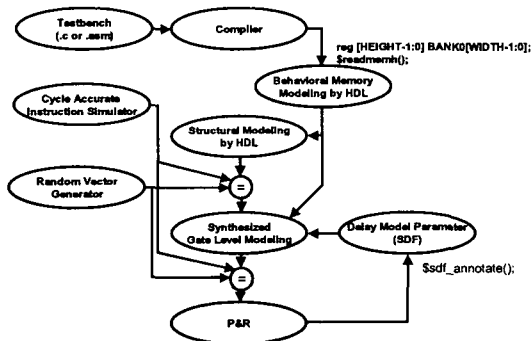 Testbench
(.c or .asm)
Compiler
reg [HEIGHT-1:0] BANK0[WIDTH-1:0];
$readmemh();
Behavioral Memory
Modeling by HDL
Cycle Accurate
Instruction Simulator
Structural Modeling
by HDL
Random Vector
Generator
=
Synthesized
Gate Level Modeling
Delay Model Parameter
(SDF)
=
$sdf_annotate();
P&R